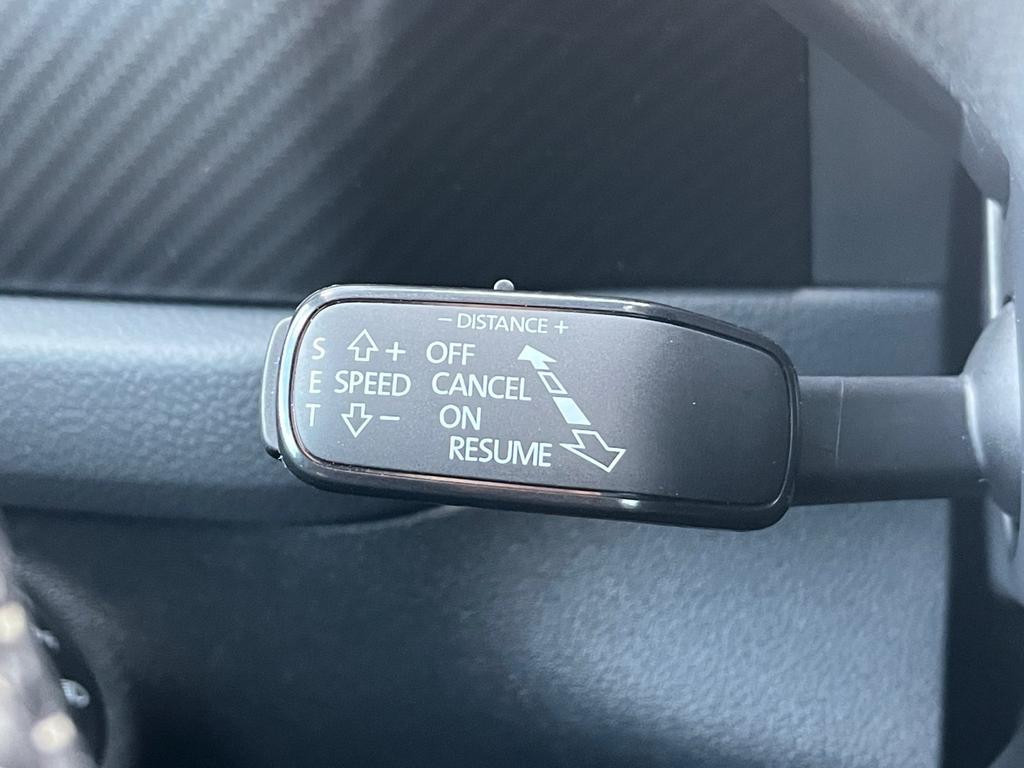 − DISTANCE +
S + OFF
E SPEED CANCEL
T − ON
RESUME